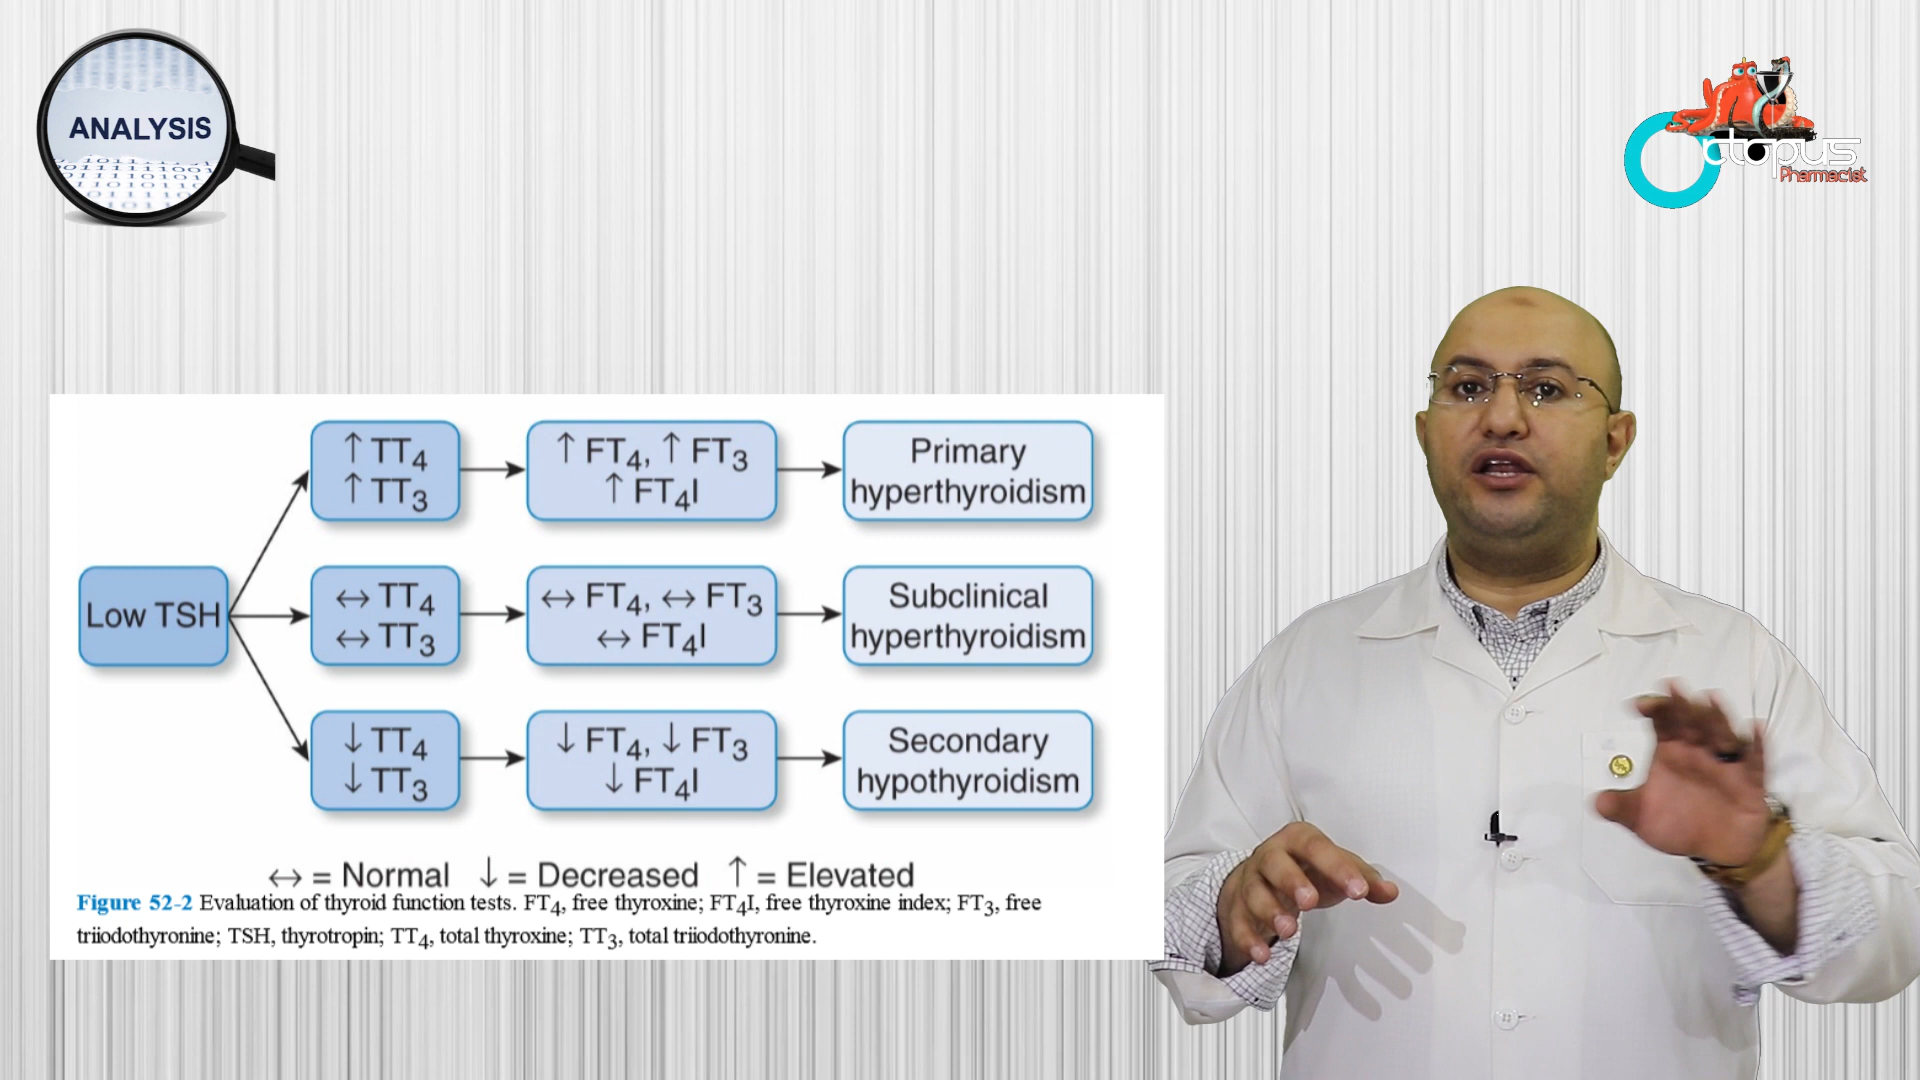 ANALYSIS
Octopus
Pharmacist
Low TSH
↑ TT4
↑ TT3
↑ FT4, ↑ FT3
↑ FT4I
Primary
hyperthyroidism
↔ TT4
↔ TT3
↔ FT4, ↔ FT3
↔ FT4I
Subclinical
hyperthyroidism
↓ TT4
↓ TT3
↓ FT4, ↓ FT3
↓ FT4I
Secondary
hypothyroidism
↔ = Normal ↓ = Decreased ↑ = Elevated
Figure 52-2 Evaluation of thyroid function tests. FT4, free thyroxine; FT4I, free thyroxine index; FT3, free
triiodothyronine; TSH, thyrotropin; TT4, total thyroxine; TT3, total triiodothyronine.